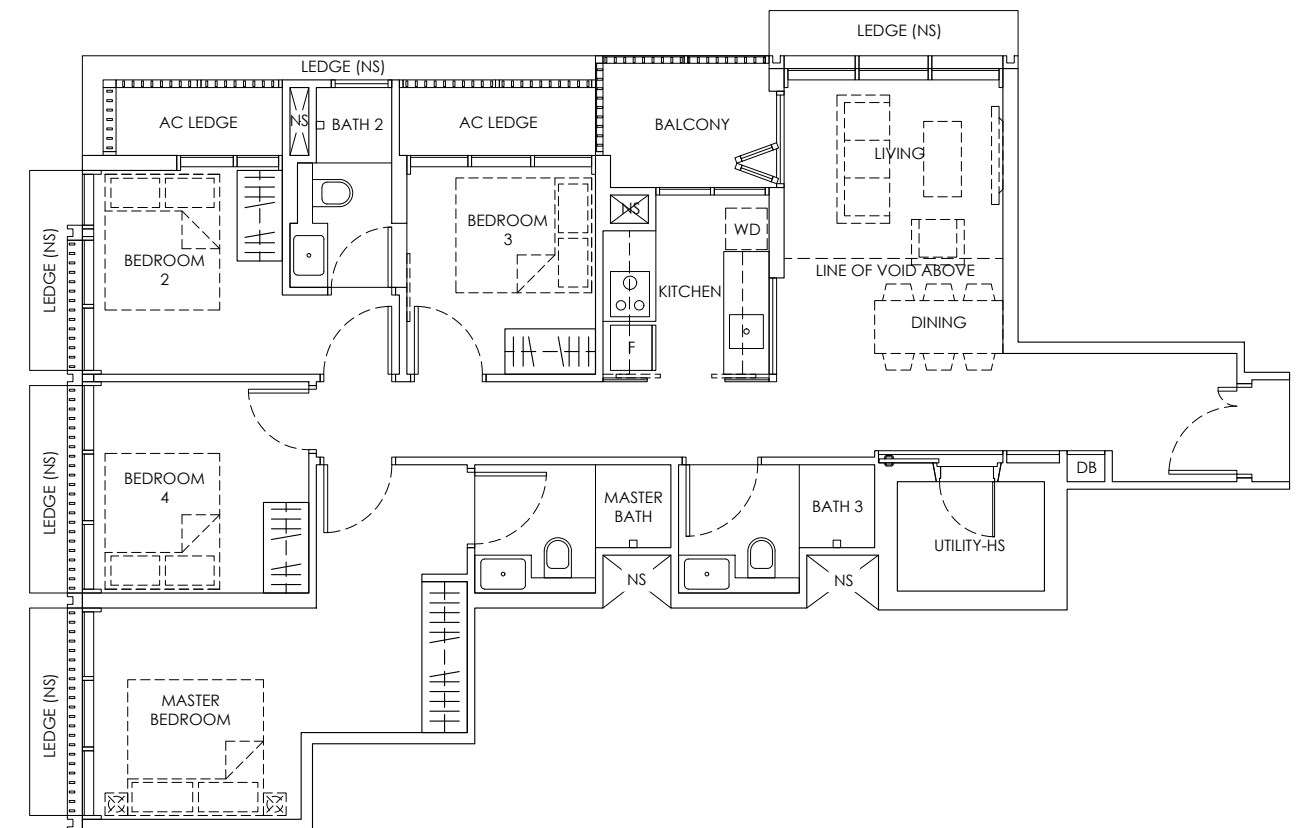 LEDGE (NS)
LEDGE (NS)
AC LEDGE
NS
BATH 2
AC LEDGE
BALCONY
LIVING
LEDGE (NS)
BEDROOM
2
BEDROOM
3
NS
WD
KITCHEN
LINE OF VOID ABOVE
DINING
F
LEDGE (NS)
BEDROOM
4
MASTER
BATH
BATH 3
DB
UTILITY-HS
NS
NS
LEDGE (NS)
MASTER
BEDROOM